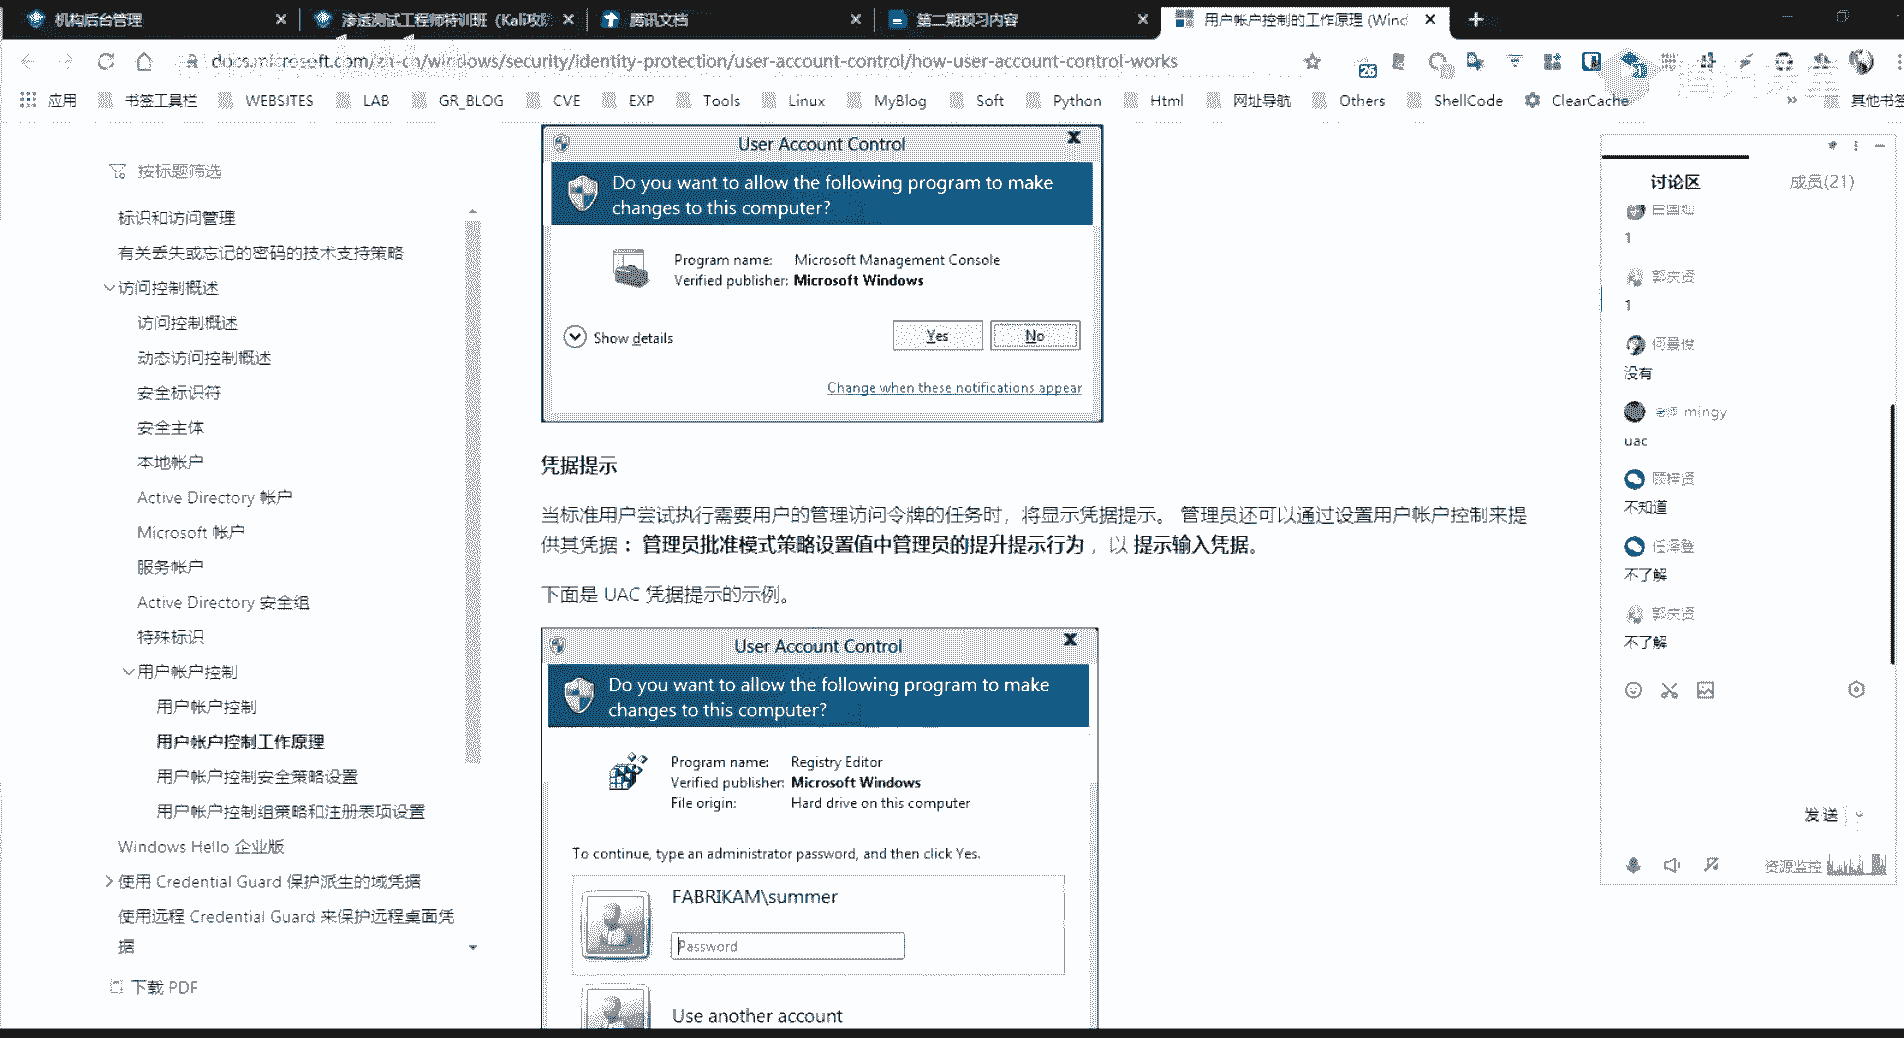 机构后台管理
渗透测试工程师特训班 (Kali攻防
腾讯文档
第二期预习内容
用户帐户控制的工作原理 (Wind
docs.microsoft.com/zh-cn/windows/security/identity-protection/user-account-control/how-user-account-control-works
26
应用
书签工具栏
WEBSITES
LAB
GR_BLOG
CVE
EXP
Tools
Linux
MyBlog
Soft
Python
Html
网址导航
Others
ShellCode
ClearCache
»
其他书签
按标题筛选
标识和访问管理
有关丢失或忘记的密码的技术支持策略
访问控制概述
访问控制概述
动态访问控制概述
安全标识符
安全主体
本地帐户
Active Directory 帐户
Microsoft 帐户
服务帐户
Active Directory 安全组
特殊标识
用户帐户控制
用户帐户控制
用户帐户控制工作原理
用户帐户控制安全策略设置
用户帐户控制组策略和注册表项设置
Windows Hello 企业版
使用 Credential Guard 保护派生的域凭据
使用远程 Credential Guard 来保护远程桌面凭
据
下载 PDF
User Account Control
Do you want to allow the following program to make
changes to this computer?
Program name: Microsoft Management Console
Verified publisher: Microsoft Windows
Show details
Yes
No
Change when these notifications appear
凭据提示
当标准用户尝试执行需要用户的管理访问令牌的任务时，将显示凭据提示。 管理员还可以通过设置用户帐户控制来提
供其凭据 ：管理员批准模式策略设置值中管理员的提升提示行为 ，以 提示输入凭据。
下面是 UAC 凭据提示的示例。
User Account Control
Do you want to allow the following program to make
changes to this computer?
Program name: Registry Editor
Verified publisher: Microsoft Windows
File origin: Hard drive on this computer
To continue, type an administrator password, and then click Yes.
FABRIKAM\summer
Password
Use another account
讨论区
成员(21)
1
郭庆贤
1
何景俊
没有
老师 mingy
uac
顾梓贤
不知道
任泽登
不了解
郭庆贤
不了解
发送
资源监控